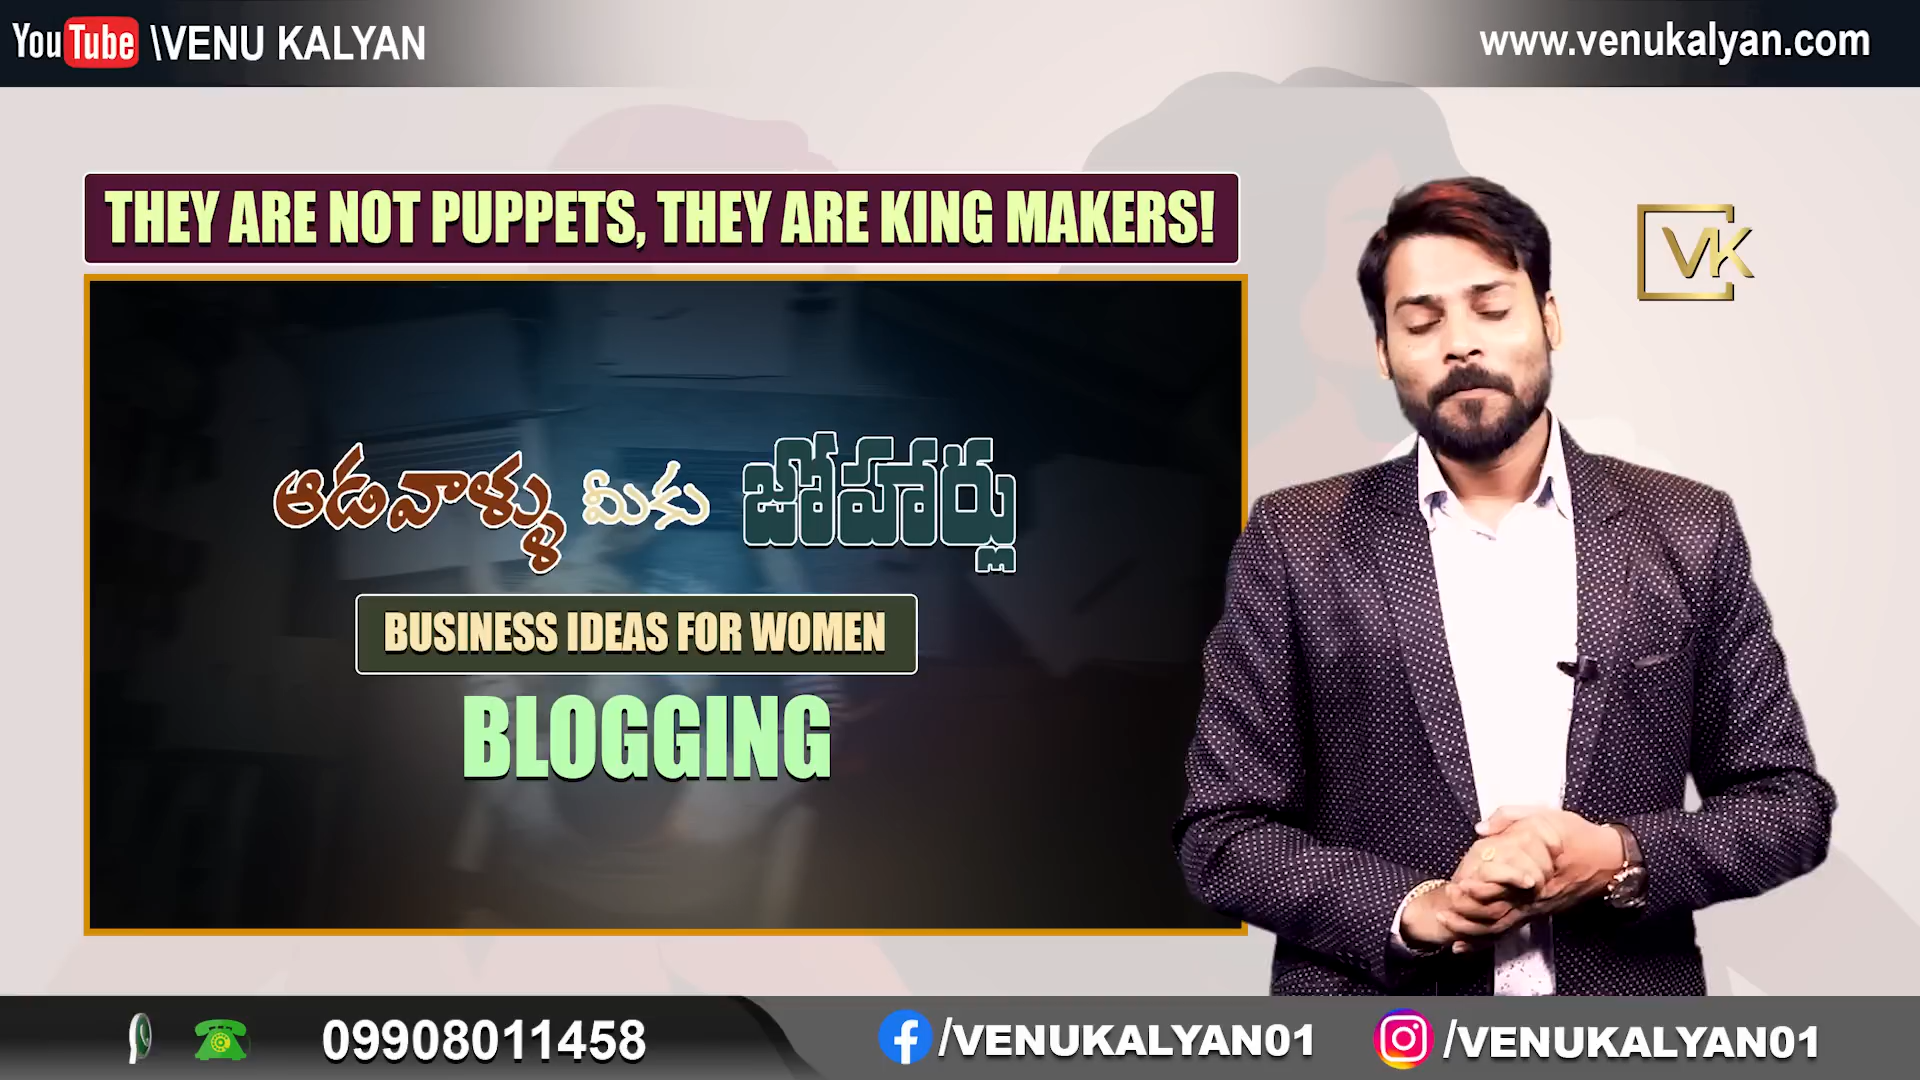 YouTube \VENU KALYAN
www.venukalyan.com
THEY ARE NOT PUPPETS, THEY ARE KING MAKERS!
VK
ఆడవాళ్ళు మీకు జోహార్లు
BUSINESS IDEAS FOR WOMEN
BLOGGING
09908011458
/VENUKALYAN01
/VENUKALYAN01